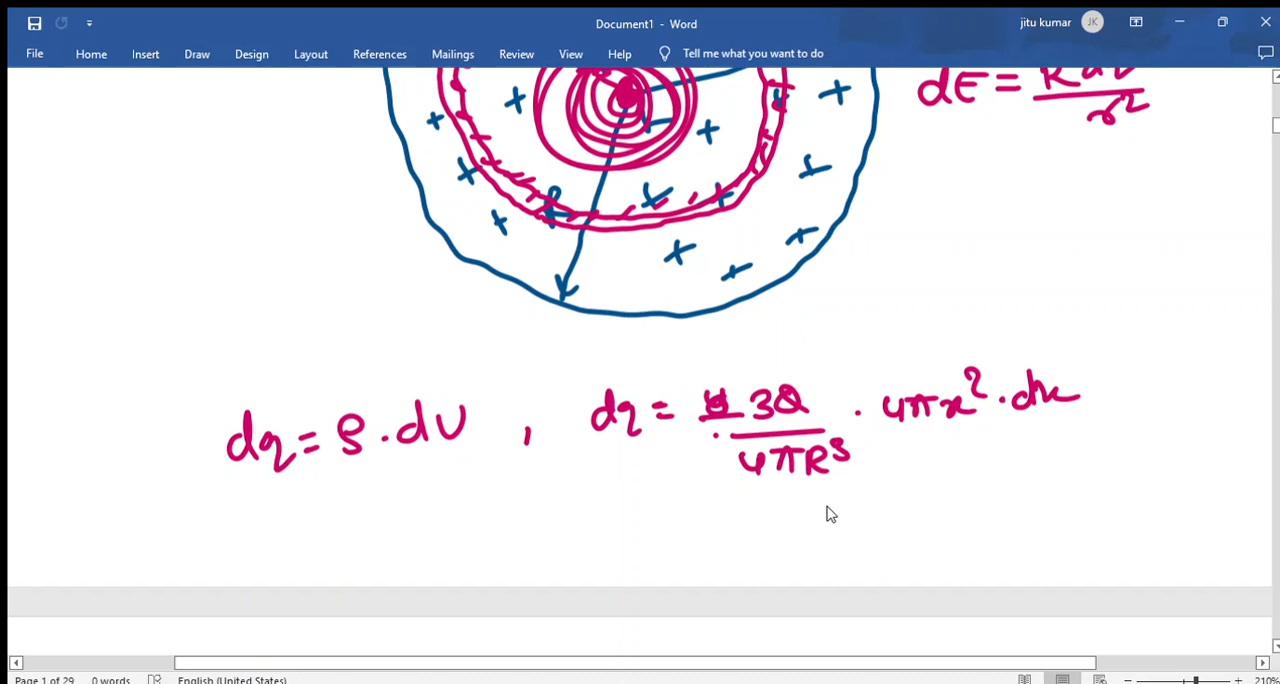 Document1 - Word
jitu kumar
JK
File Home Insert Draw Design Layout References Mailings Review View Help Tell me what you want to do
dE = kdq/r²
+ + + + + + + + + + + +
R
dq = ρ.dV , dq = 3Q/4πR³ . 4πx².dx
Page 1 of 29 0 words English (United States) 210%